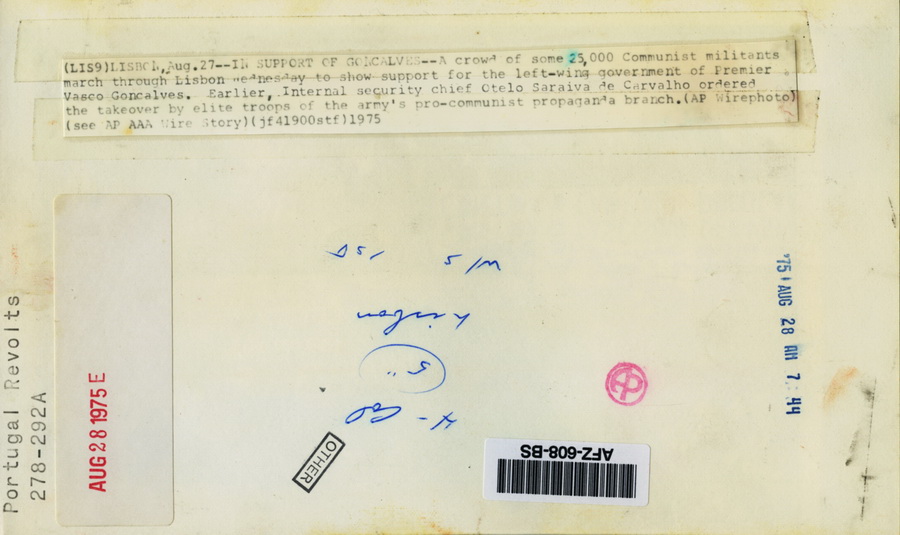 (LIS9)LISBON,Aug.27--IN SUPPORT OF GONCALVES--A crowd of some 25,000 Communist militants
march through Lisbon Wednesday to show support for the left-wing government of Premier
Vasco Goncalves. Earlier, Internal security chief Otelo Saraiva de Carvalho ordered
the takeover by elite troops of the army's pro-communist propaganda branch.(AP Wirephoto)
(see AP AAA Wire Story)(jf41900stf)1975
Portugal Revolts
278-292A
AUG 28 1975 E
Lisbon
5"
OTHER
AFZ-608-BS
'75 AUG 28 AM 7:44